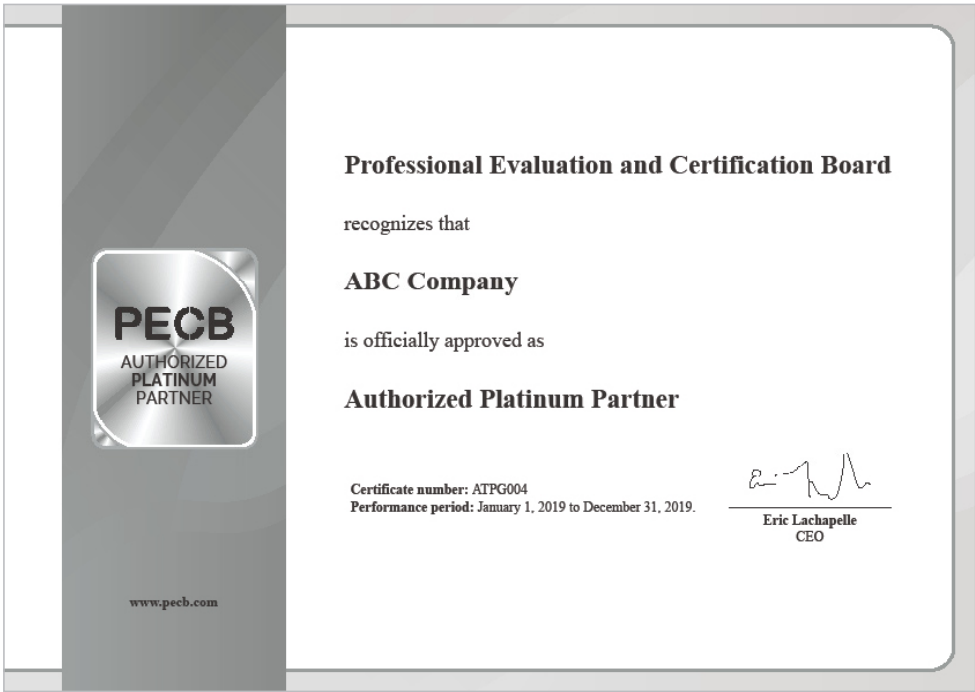 Professional Evaluation and Certification Board
recognizes that
ABC Company
is officially approved as
Authorized Platinum Partner
PECB
AUTHORIZED
PLATINUM
PARTNER
Certificate number: ATPG004
Performance period: January 1, 2019 to December 31, 2019.
Eric Lachapelle
CEO
www.pecb.com